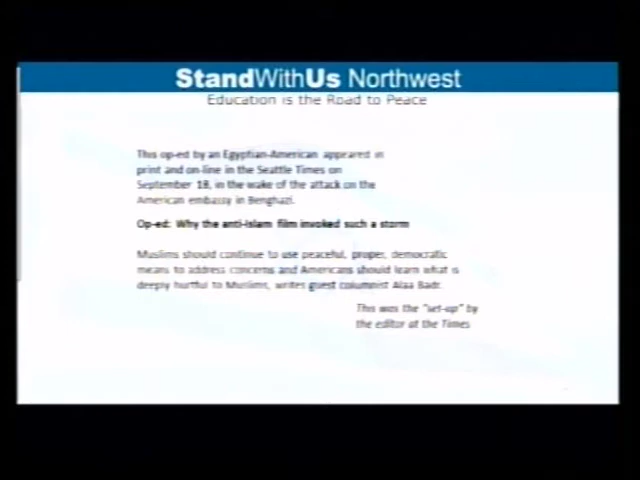 StandWithUs Northwest
Education is the Road to Peace
This op-ed by an Egyptian-American appeared in
print and on-line in the Seattle Times on
September 18, in the wake of the attack on the
American embassy in Benghazi.
Op-ed: Why the anti-Islam film invoked such a storm
Muslims should continue to use peaceful, proper, democratic
means to address concerns and Americans should learn what is
deeply hurtful to Muslims, writes guest columnist Alaa Badr.
This was the "set-up" by
the editor at the Times